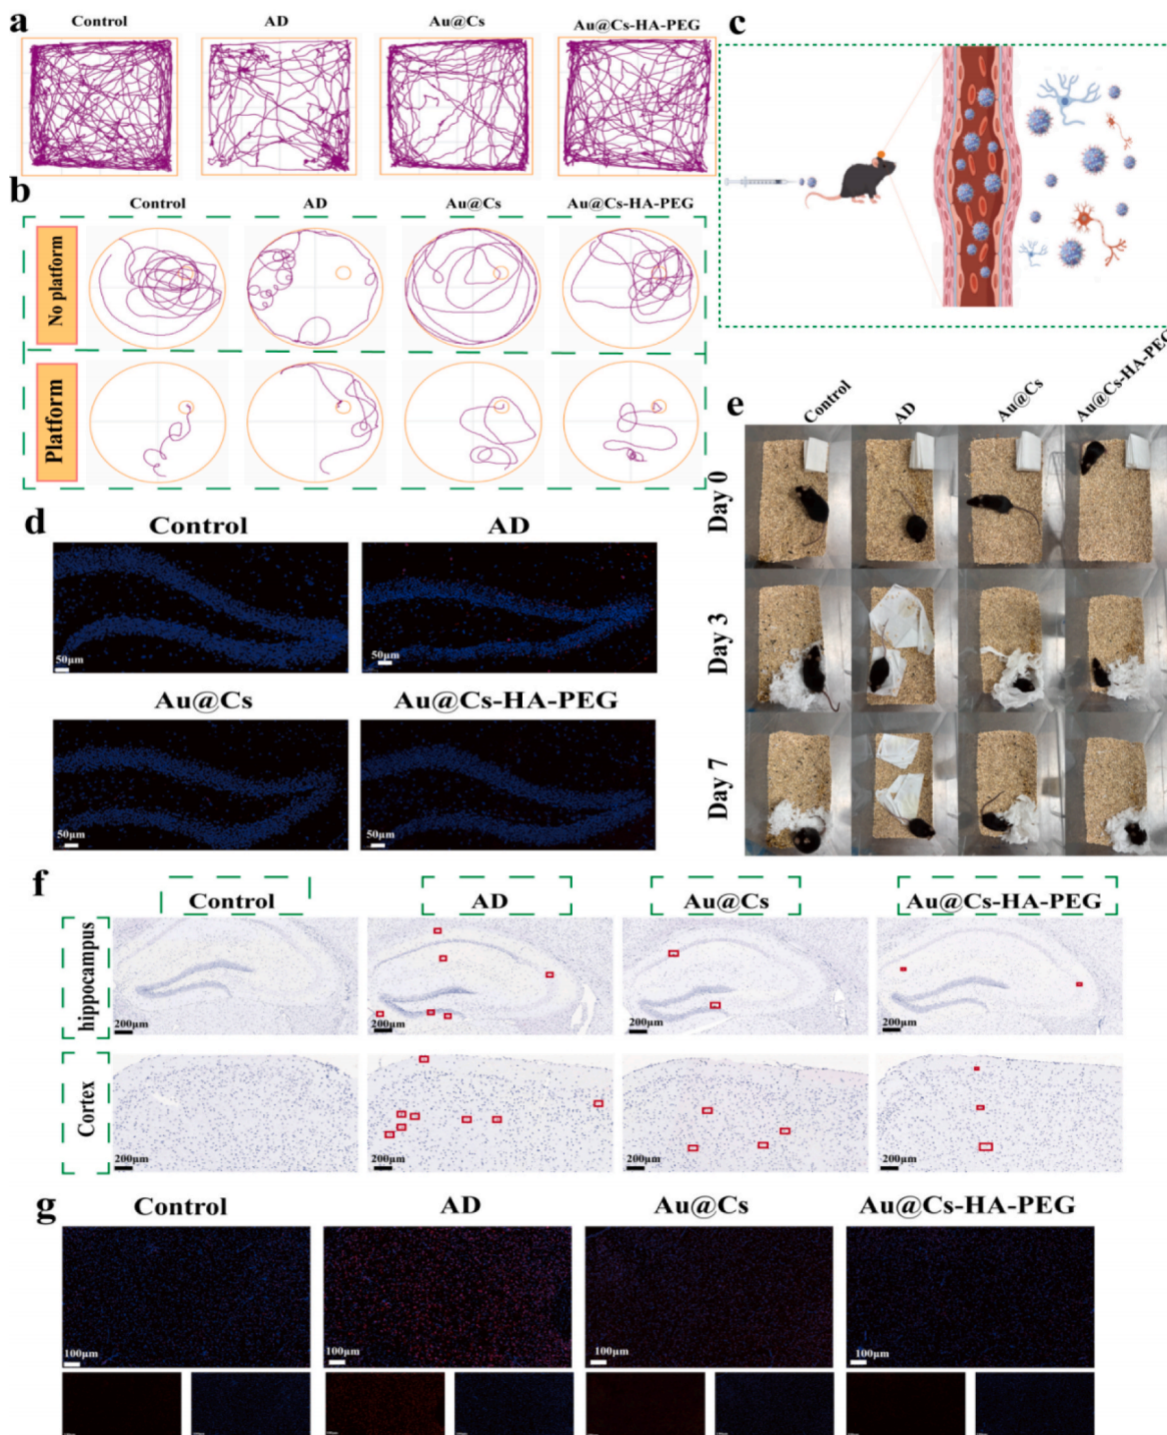 a
Control
AD
Au@Cs
Au@Cs-HA-PEG
b
Control
AD
Au@Cs
Au@Cs-HA-PEG
No platform
Platform
c
d
Control
AD
50μm
50μm
Au@Cs
Au@Cs-HA-PEG
50μm
50μm
e
Control
AD
Au@Cs
Au@Cs-HA-PEG
Day 0
Day 3
Day 7
f
Control
AD
Au@Cs
Au@Cs-HA-PEG
hippocampus
200μm
200μm
200μm
200μm
Cortex
200μm
200μm
200μm
200μm
g
Control
AD
Au@Cs
Au@Cs-HA-PEG
100μm
100μm
100μm
100μm